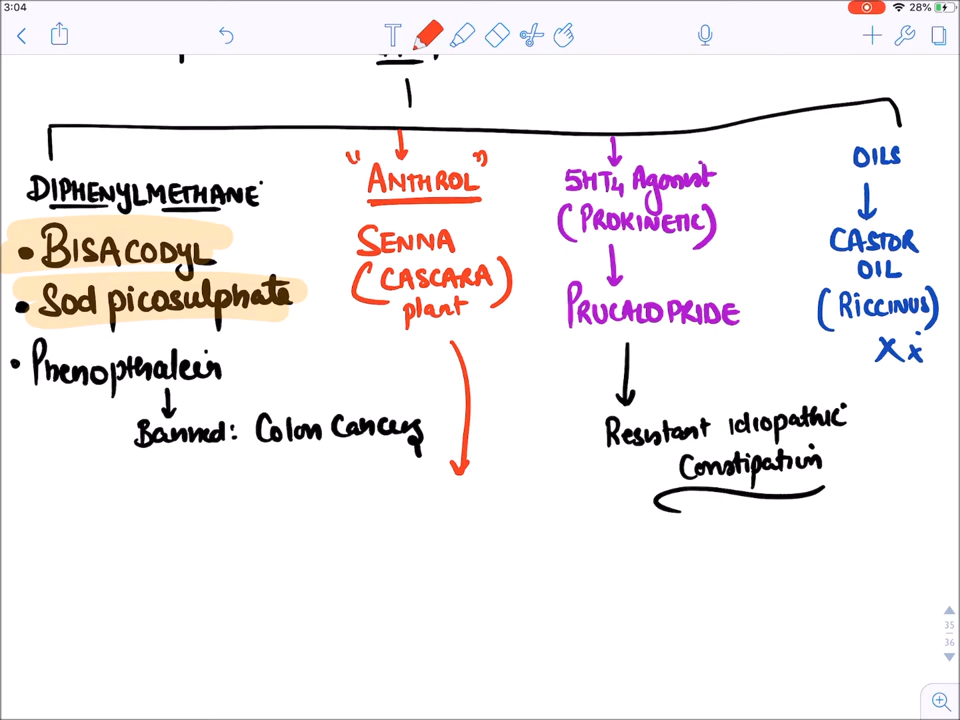 3:04
28%
T
DIPHENYLMETHANE
• BISACODYL
• Sod picosulphate
• Phenopthalein
Banned: Colon Cancer
"ANTHROL"
SENNA
(CASCARA)
plant
5HT4 Agonist
(PROKINETIC)
PRUCALOPRIDE
Resistant idiopathic
Constipation
OILS
CASTOR
OIL
(RICCINUS)
X x
35
36